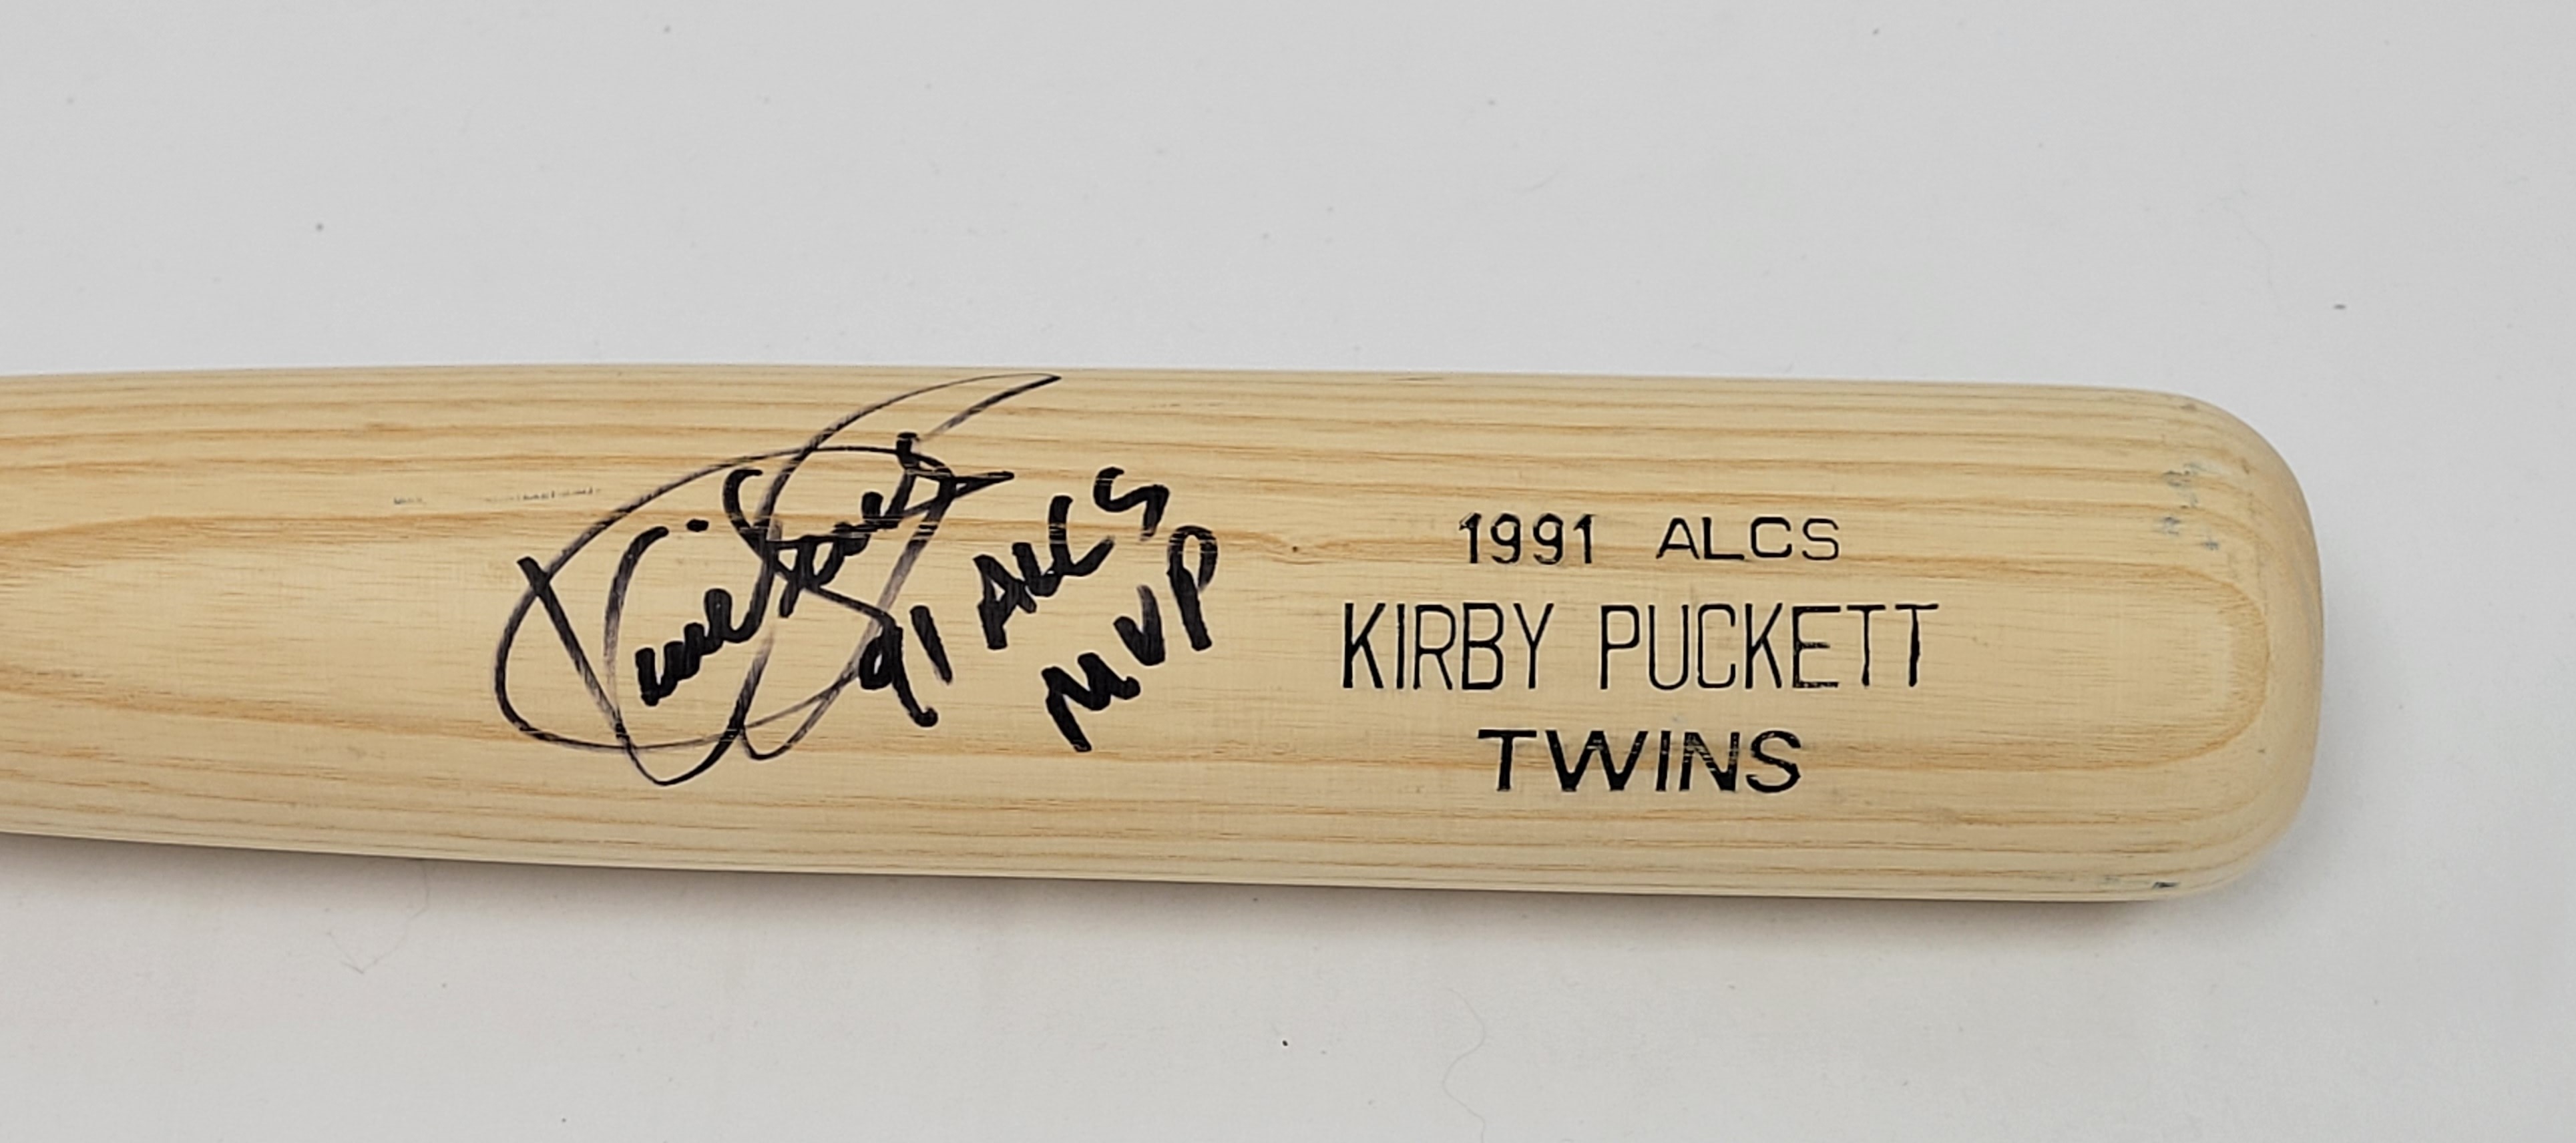 91 ALCS
MVP
1991 ALCS
KIRBY PUCKETT
TWINS